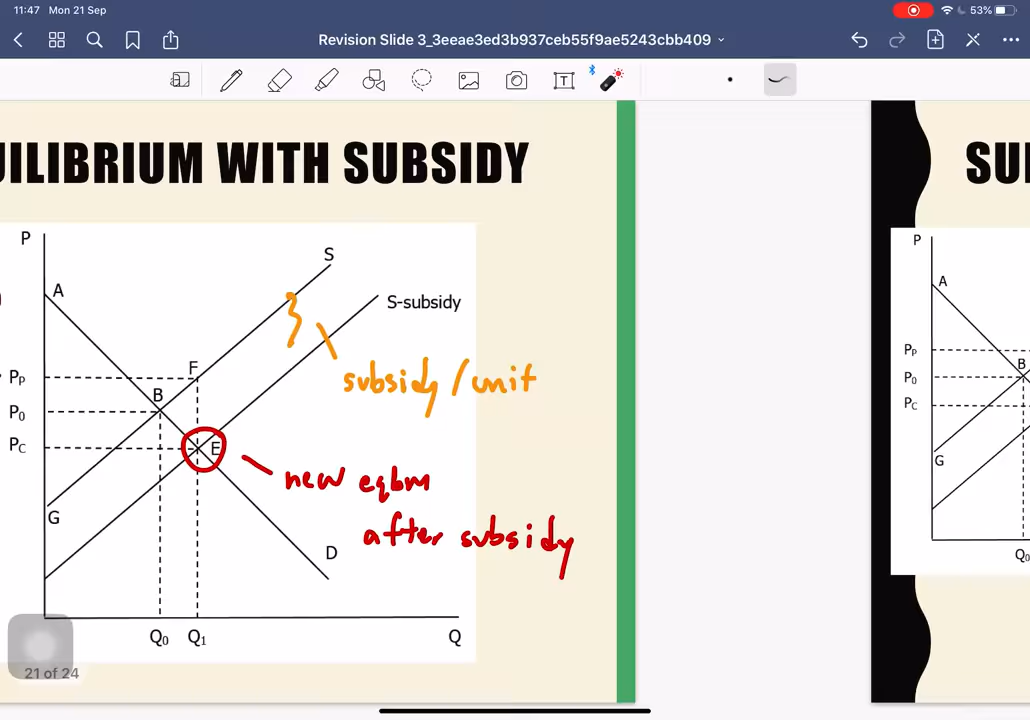 11:47 Mon 21 Sep
53%
Revision Slide 3_3eeae3ed3b937ceb55f9ae5243cbb409
T
UILIBRIUM WITH SUBSIDY
P
S
A
S-subsidy
F
PP
B
P0
PC
E
subsidy/unit
new eqbm
after subsidy
G
D
Q0 Q1 Q
21 of 24
SU
P
A
PP
B
P0
PC
G
Q0